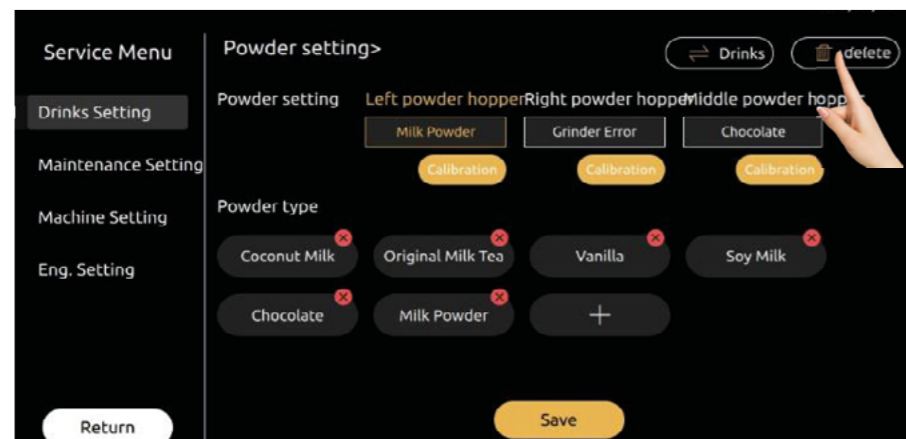 Service Menu
Powder setting>
Drinks
delete
Drinks Setting
Maintenance Setting
Machine Setting
Eng. Setting
Return
Powder setting
Left powder hopper
Right powder hopper
Middle powder hopper
Milk Powder
Grinder Error
Chocolate
Calibration
Calibration
Calibration
Powder type
Coconut Milk
Original Milk Tea
Vanilla
Soy Milk
Chocolate
Milk Powder
Save